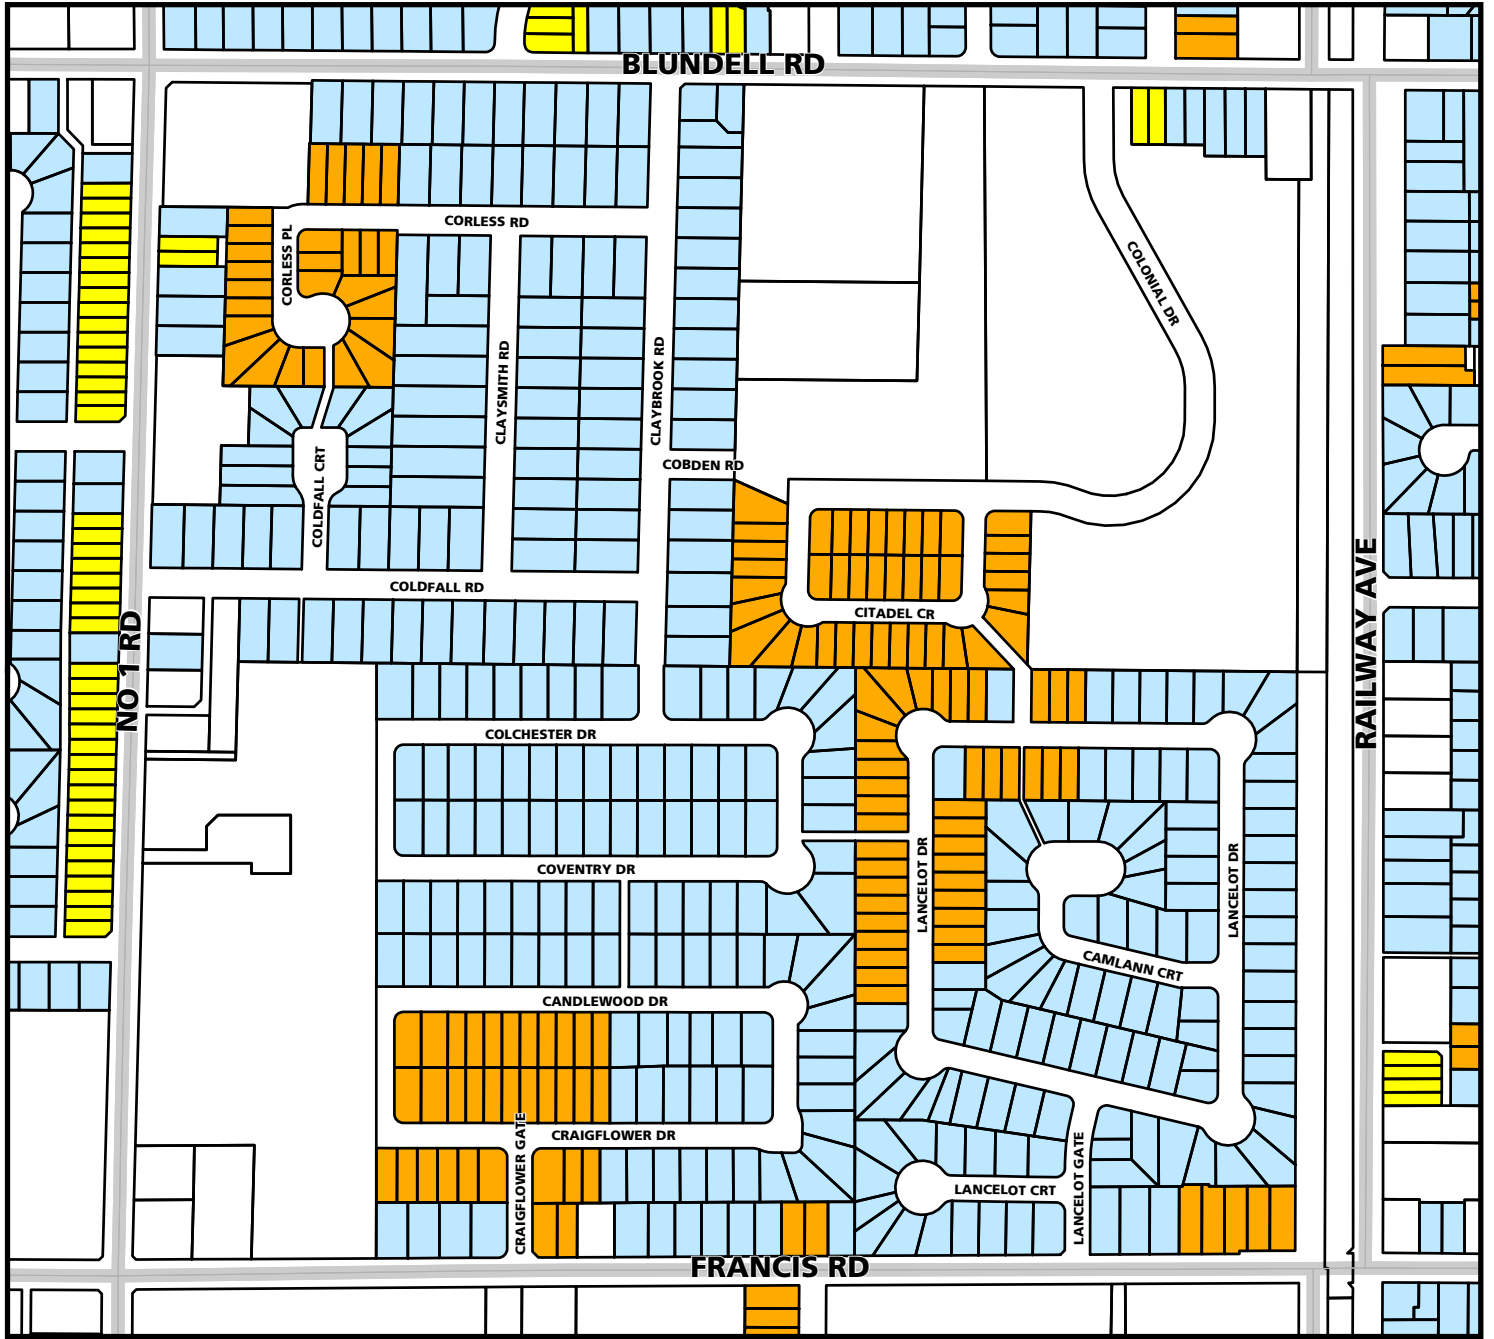 BLUNDELL RD
CORLESS RD
CORLESS PL
COLONIAL DR
CLAYSMITH RD
CLAYBROOK RD
COBDEN RD
COLDFALL CRT
COLDFALL RD
CITADEL CR
NO 1 RD
RAILWAY AVE
COLCHESTER DR
LANCELOT DR
LANCELOT DR
COVENTRY DR
CAMLANN CRT
CANDLEWOOD DR
CRAIGFLOWER DR
CRAIGFLOWER GATE
LANCELOT GATE
LANCELOT CRT
FRANCIS RD